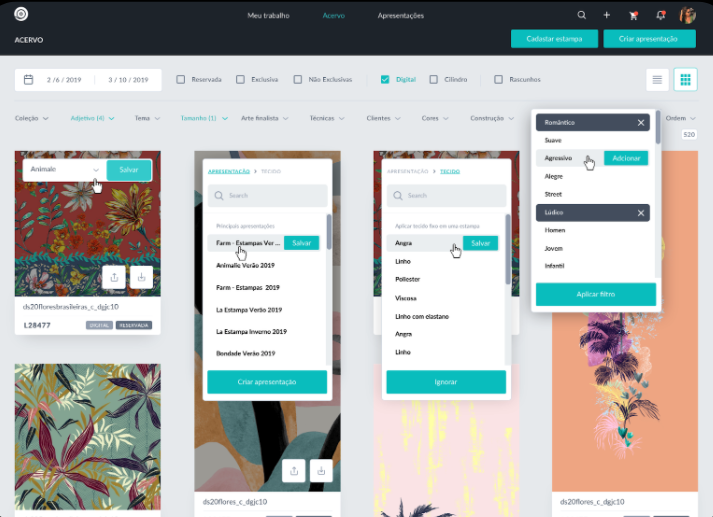 Meu trabalho
Acervo
Apresentações
ACERVO
Cadastar estampa
Criar apresentação
2 /6 / 2019
3 / 10 / 2019
Reservada
Exclusiva
Não Exclusivas
Digital
Cilindro
Rascunhos
Coleção
Adjetivo (4)
Tema
Tamanho (1)
Arte finalista
Técnicas
Clientes
Cores
Construção
Ordem
520
Animale
Salvar
ds20floresbrasileiras_c_dgjc10
L28477
DIGITAL
RESERVADA
APRESENTAÇÃO > TECIDO
Search
Principais apresentações
Farm - Estampas Ver ...
Salvar
Animalle Verão 2019
Farm - Estampas 2019
La Estampa Verão 2019
La Estampa Inverno 2019
Bondade Verão 2019
Criar apresentação
ds20flores_c_dgjc10
APRESENTAÇÃO > TECIDO
Search
Aplicar tecido fixo em uma estampa
Angra
Salvar
Linho
Poliester
Viscosa
Linho com elastano
Angra
Linho
Ignorar
Romântico
Suave
Agressivo
Adcionar
Alegre
Street
Lúdico
Homen
Jovem
Infantil
Aplicar filtro
ds20flores_c_dgjc10